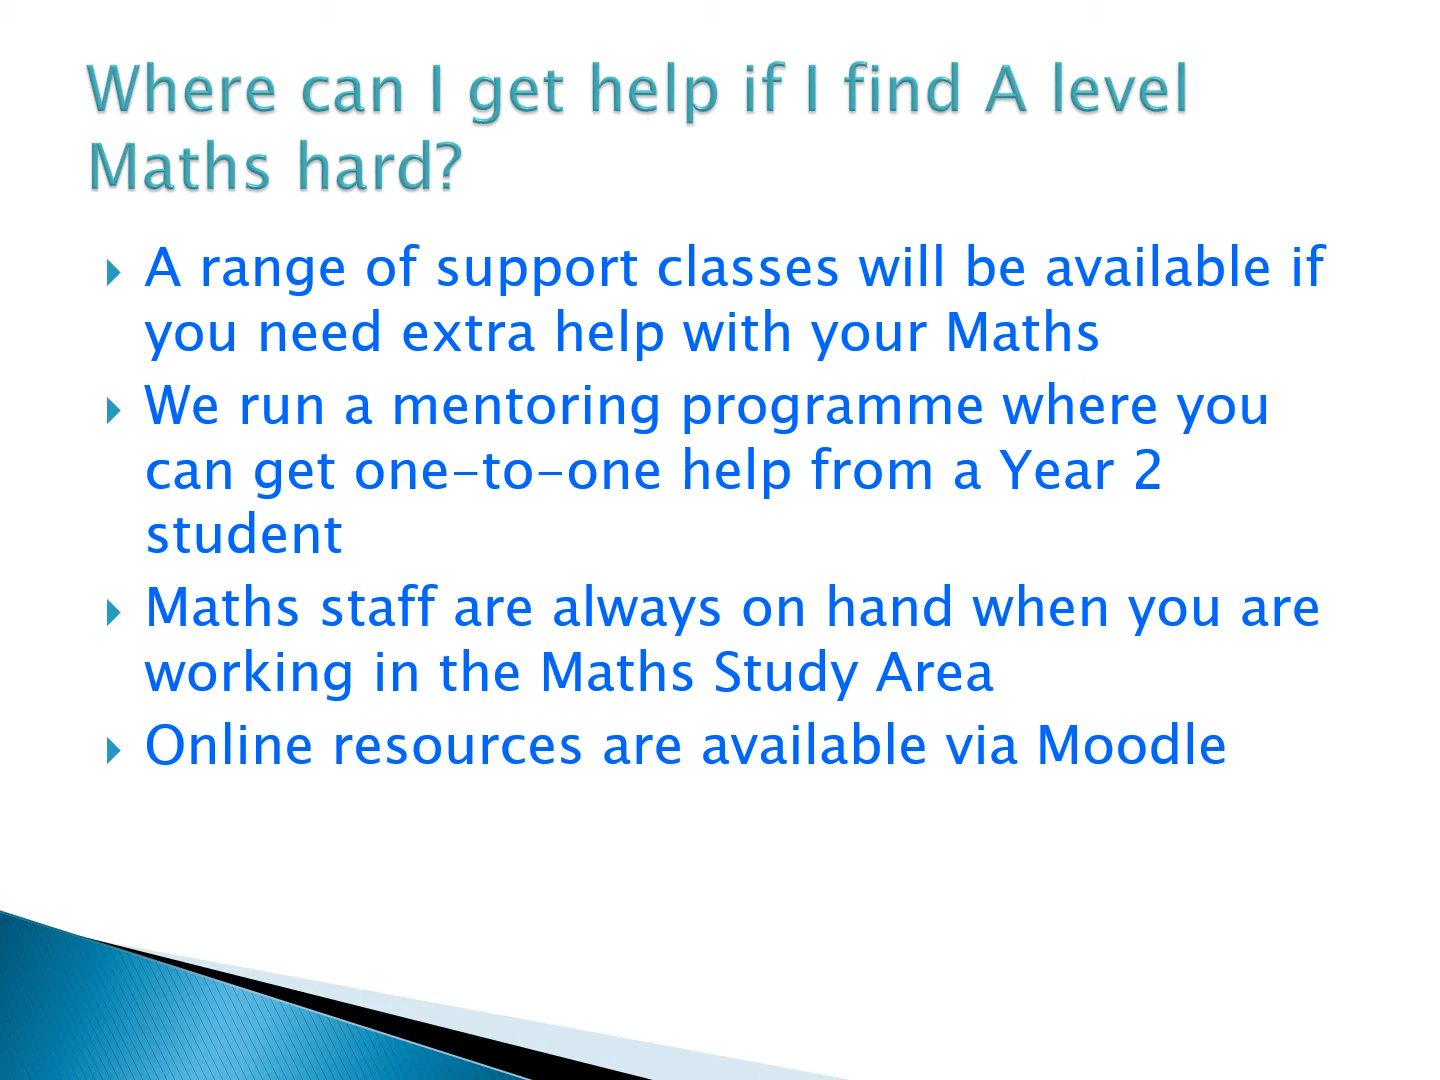 Where can I get help if I find A level
Maths hard?
A range of support classes will be available if
you need extra help with your Maths
We run a mentoring programme where you
can get one-to-one help from a Year 2
student
Maths staff are always on hand when you are
working in the Maths Study Area
Online resources are available via Moodle